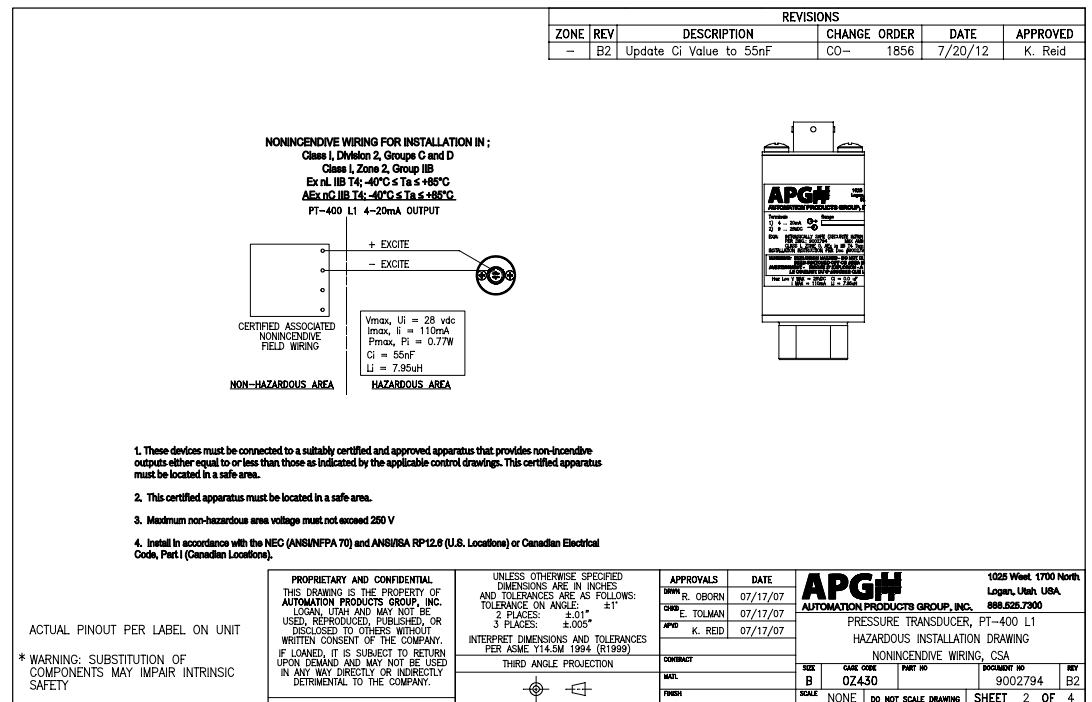 REVISIONS
ZONE REV DESCRIPTION CHANGE ORDER DATE APPROVED
– B2 Update Ci Value to 55nF CO– 1856 7/20/12 K. Reid
NONINCENDIVE WIRING FOR INSTALLATION IN ;
Class I, Division 2, Groups C and D
Class I, Zone 2, Group IIB
Ex nL IIB T4; -40°C ≤ Ta ≤ +85°C
AEx nC IIB T4; -40°C ≤ Ta ≤ +85°C
PT-400 L1 4-20mA OUTPUT
+ EXCITE
– EXCITE
CERTIFIED ASSOCIATED
NONINCENDIVE
FIELD WIRING
Vmax, Ui = 28 vdc
Imax, Ii = 110mA
Pmax, Pi = 0.77W
Ci = 55nF
Li = 7.95uH
NON-HAZARDOUS AREA
HAZARDOUS AREA
APG
1025
AUTOMATION PRODUCTS GROUP,
Terminals
Range
1) 4 .. 20mA
2) 9 .. 28VDC
1. These devices must be connected to a suitably certified and approved apparatus that provides non-incendive
outputs either equal to or less than those as indicated by the applicable control drawings. This certified apparatus
must be located in a safe area.
2. This certified apparatus must be located in a safe area.
3. Maximum non-hazardous area voltage must not exceed 250 V
4. Install in accordance with the NEC (ANSI/NFPA 70) and ANSI/ISA RP12.6 (U.S. Locations) or Canadian Electrical
Code, Part I (Canadian Locations).
ACTUAL PINOUT PER LABEL ON UNIT
* WARNING: SUBSTITUTION OF
COMPONENTS MAY IMPAIR INTRINSIC
SAFETY
PROPRIETARY AND CONFIDENTIAL
THIS DRAWING IS THE PROPERTY OF
AUTOMATION PRODUCTS GROUP, INC.
LOGAN, UTAH AND MAY NOT BE
USED, REPRODUCED, PUBLISHED, OR
DISCLOSED TO OTHERS WITHOUT
WRITTEN CONSENT OF THE COMPANY.
IF LOANED, IT IS SUBJECT TO RETURN
UPON DEMAND AND MAY NOT BE USED
IN ANY WAY DIRECTLY OR INDIRECTLY
DETRIMENTAL TO THE COMPANY.
UNLESS OTHERWISE SPECIFIED
DIMENSIONS ARE IN INCHES
AND TOLERANCES ARE AS FOLLOWS:
TOLERANCE ON ANGLE: ±1°
2 PLACES: ±.01"
3 PLACES: ±.005"
INTERPRET DIMENSIONS AND TOLERANCES
PER ASME Y14.5M 1994 (R1999)
THIRD ANGLE PROJECTION
APPROVALS DATE
DRWN R. OBORN 07/17/07
CHKD E. TOLMAN 07/17/07
APVD K. REID 07/17/07
CONTRACT
MATL
FINISH
APG
AUTOMATION PRODUCTS GROUP, INC.
1025 West 1700 North
Logan, Utah USA
888.525.7300
PRESSURE TRANSDUCER, PT-400 L1
HAZARDOUS INSTALLATION DRAWING
NONINCENDIVE WIRING, CSA
SIZE CAGE CODE PART NO DOCUMENT NO REV
B 0Z430 9002794 B2
SCALE NONE DO NOT SCALE DRAWING SHEET 2 OF 4